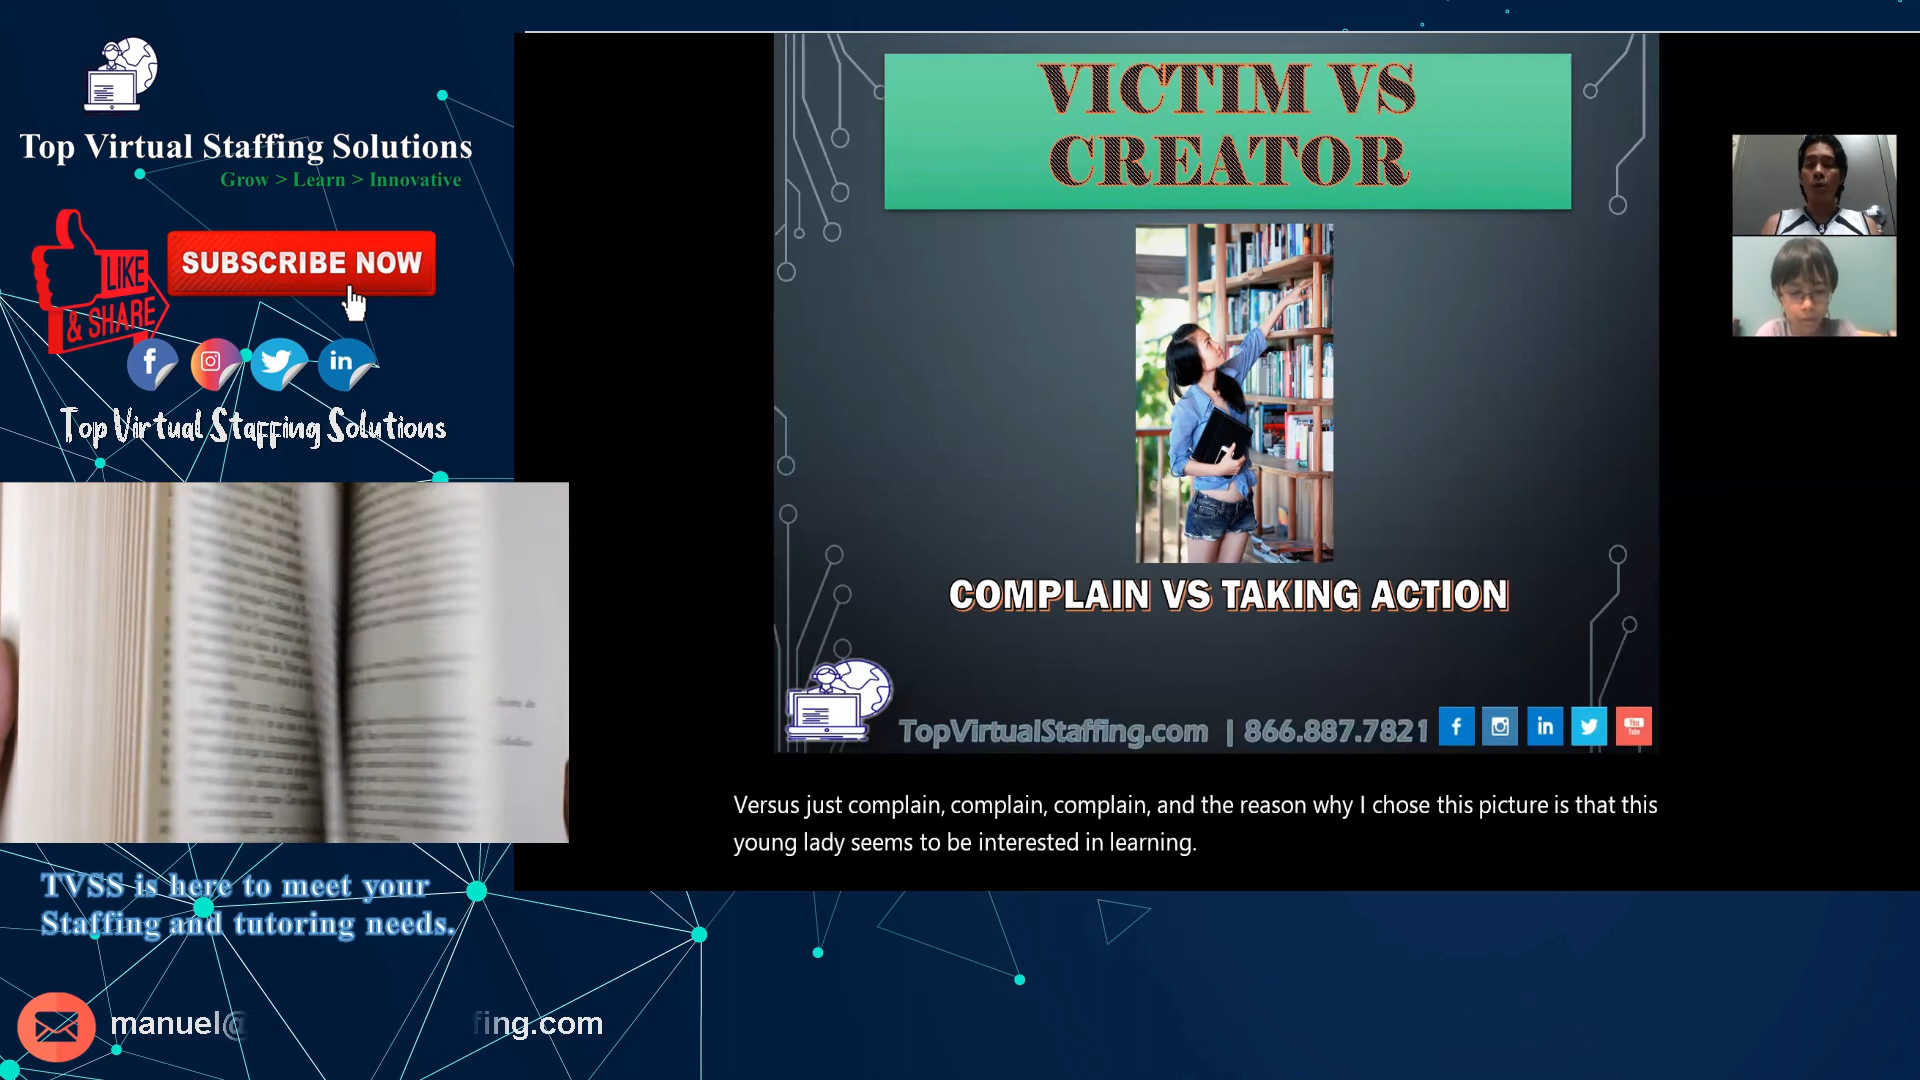 Top Virtual Staffing Solutions
Grow > Learn > Innovative
LIKE
& SHARE
SUBSCRIBE NOW
Top Virtual Staffing Solutions
TVSS is here to meet your
Staffing and tutoring needs.
manuel@ fing.com
VICTIM VS
CREATOR
COMPLAIN VS TAKING ACTION
TopVirtualStaffing.com | 866.887.7821
Versus just complain, complain, complain, and the reason why I chose this picture is that this
young lady seems to be interested in learning.